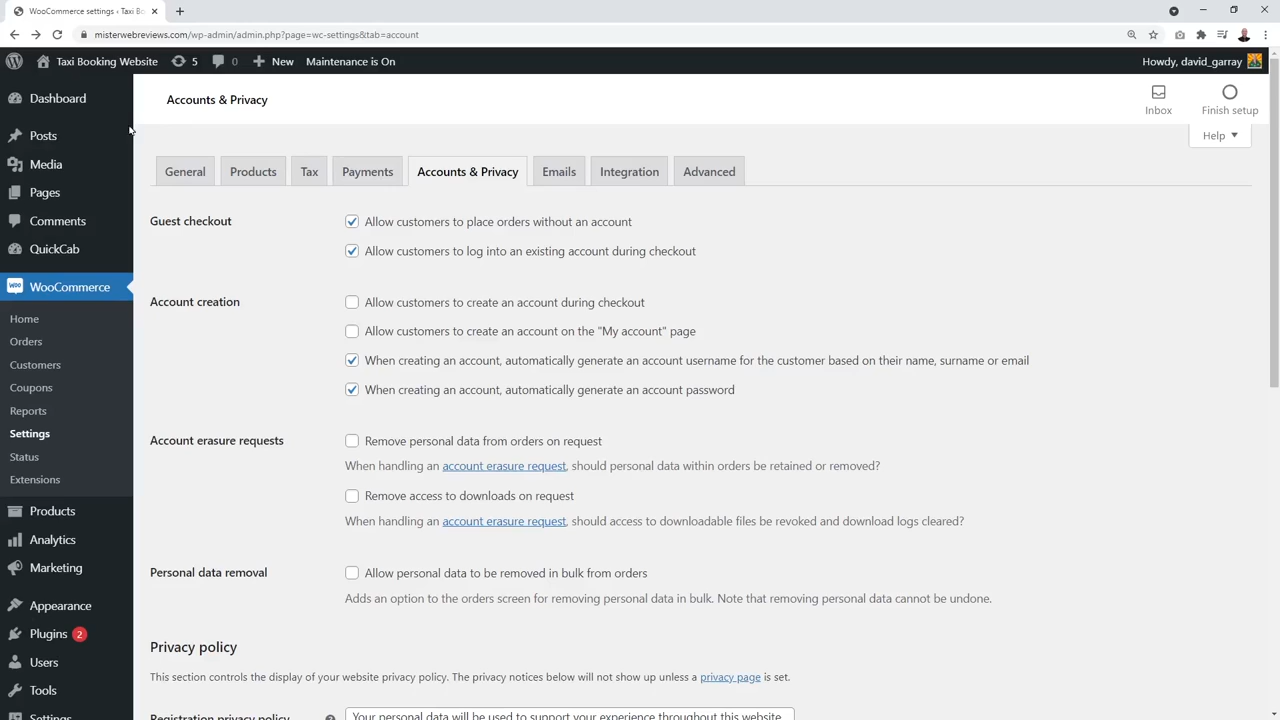 WooCommerce settings ‹ Taxi Bo
misterwebreviews.com/wp-admin/admin.php?page=wc-settings&tab=account
Taxi Booking Website
5
0
New
Maintenance is On
Howdy, david_garray
Dashboard
Posts
Media
Pages
Comments
QuickCab
WooCommerce
Home
Orders
Customers
Coupons
Reports
Settings
Status
Extensions
Products
Analytics
Marketing
Appearance
Plugins 2
Users
Tools
Settings
Accounts & Privacy
Inbox
Finish setup
Help
General
Products
Tax
Payments
Accounts & Privacy
Emails
Integration
Advanced
Guest checkout
Allow customers to place orders without an account
Allow customers to log into an existing account during checkout
Account creation
Allow customers to create an account during checkout
Allow customers to create an account on the "My account" page
When creating an account, automatically generate an account username for the customer based on their name, surname or email
When creating an account, automatically generate an account password
Account erasure requests
Remove personal data from orders on request
When handling an account erasure request, should personal data within orders be retained or removed?
Remove access to downloads on request
When handling an account erasure request, should access to downloadable files be revoked and download logs cleared?
Personal data removal
Allow personal data to be removed in bulk from orders
Adds an option to the orders screen for removing personal data in bulk. Note that removing personal data cannot be undone.
Privacy policy
This section controls the display of your website privacy policy. The privacy notices below will not show up unless a privacy page is set.
Registration privacy policy
Your personal data will be used to support your experience throughout this website